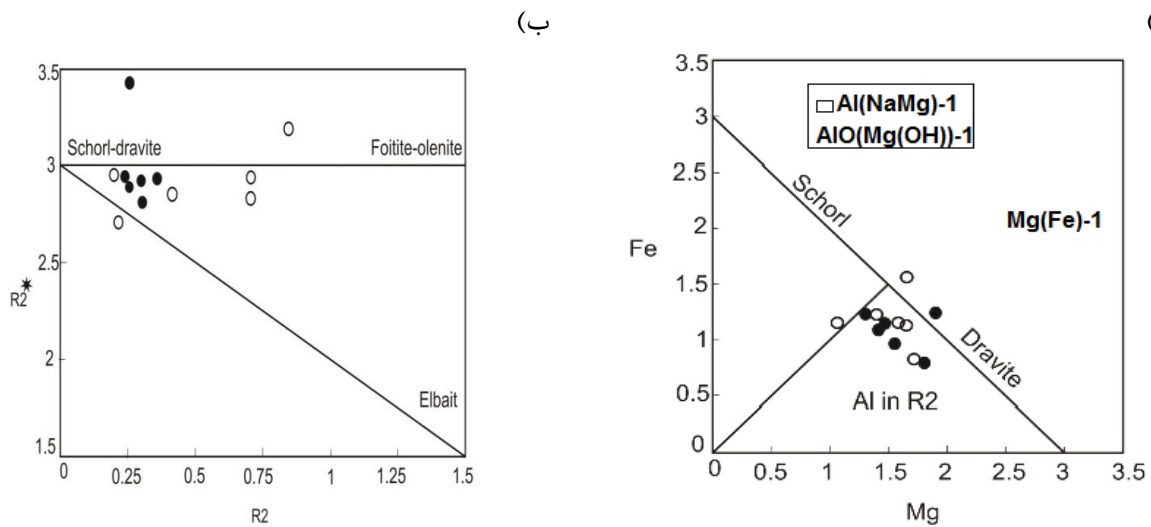 ب)
3.5
Schorl-dravite
Foitite-olenite
3
2.5
R2*
2
Elbait
1.5
0
0.25
0.5
0.75
1
1.25
1.5
R2
)
3.5
Al(NaMg)-1
AlO(Mg(OH))-1
3
2.5
Schorl
Mg(Fe)-1
2
Fe
1.5
1
Dravite
0.5
Al in R2
0
0
0.5
1
1.5
2
2.5
3
3.5
Mg